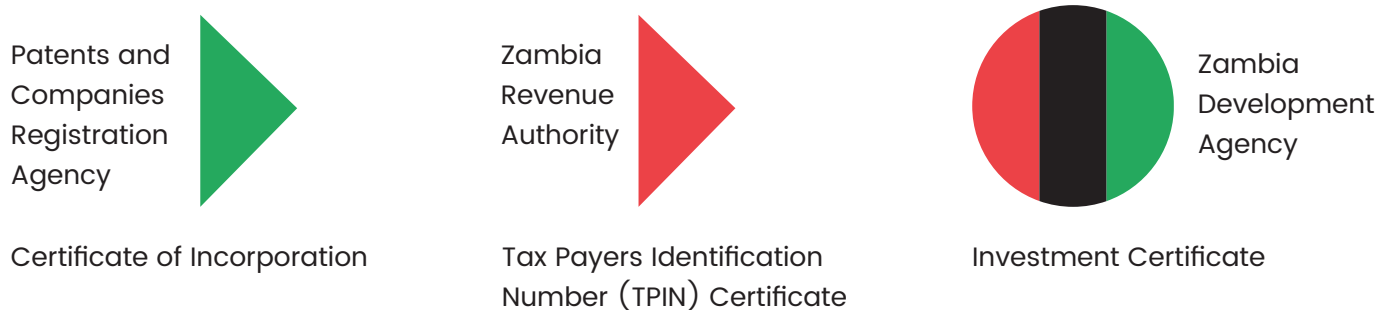 Patents and
Companies
Registration
Agency
Certificate of Incorporation
Zambia
Revenue
Authority
Tax Payers Identification
Number (TPIN) Certificate
Zambia
Development
Agency
Investment Certificate